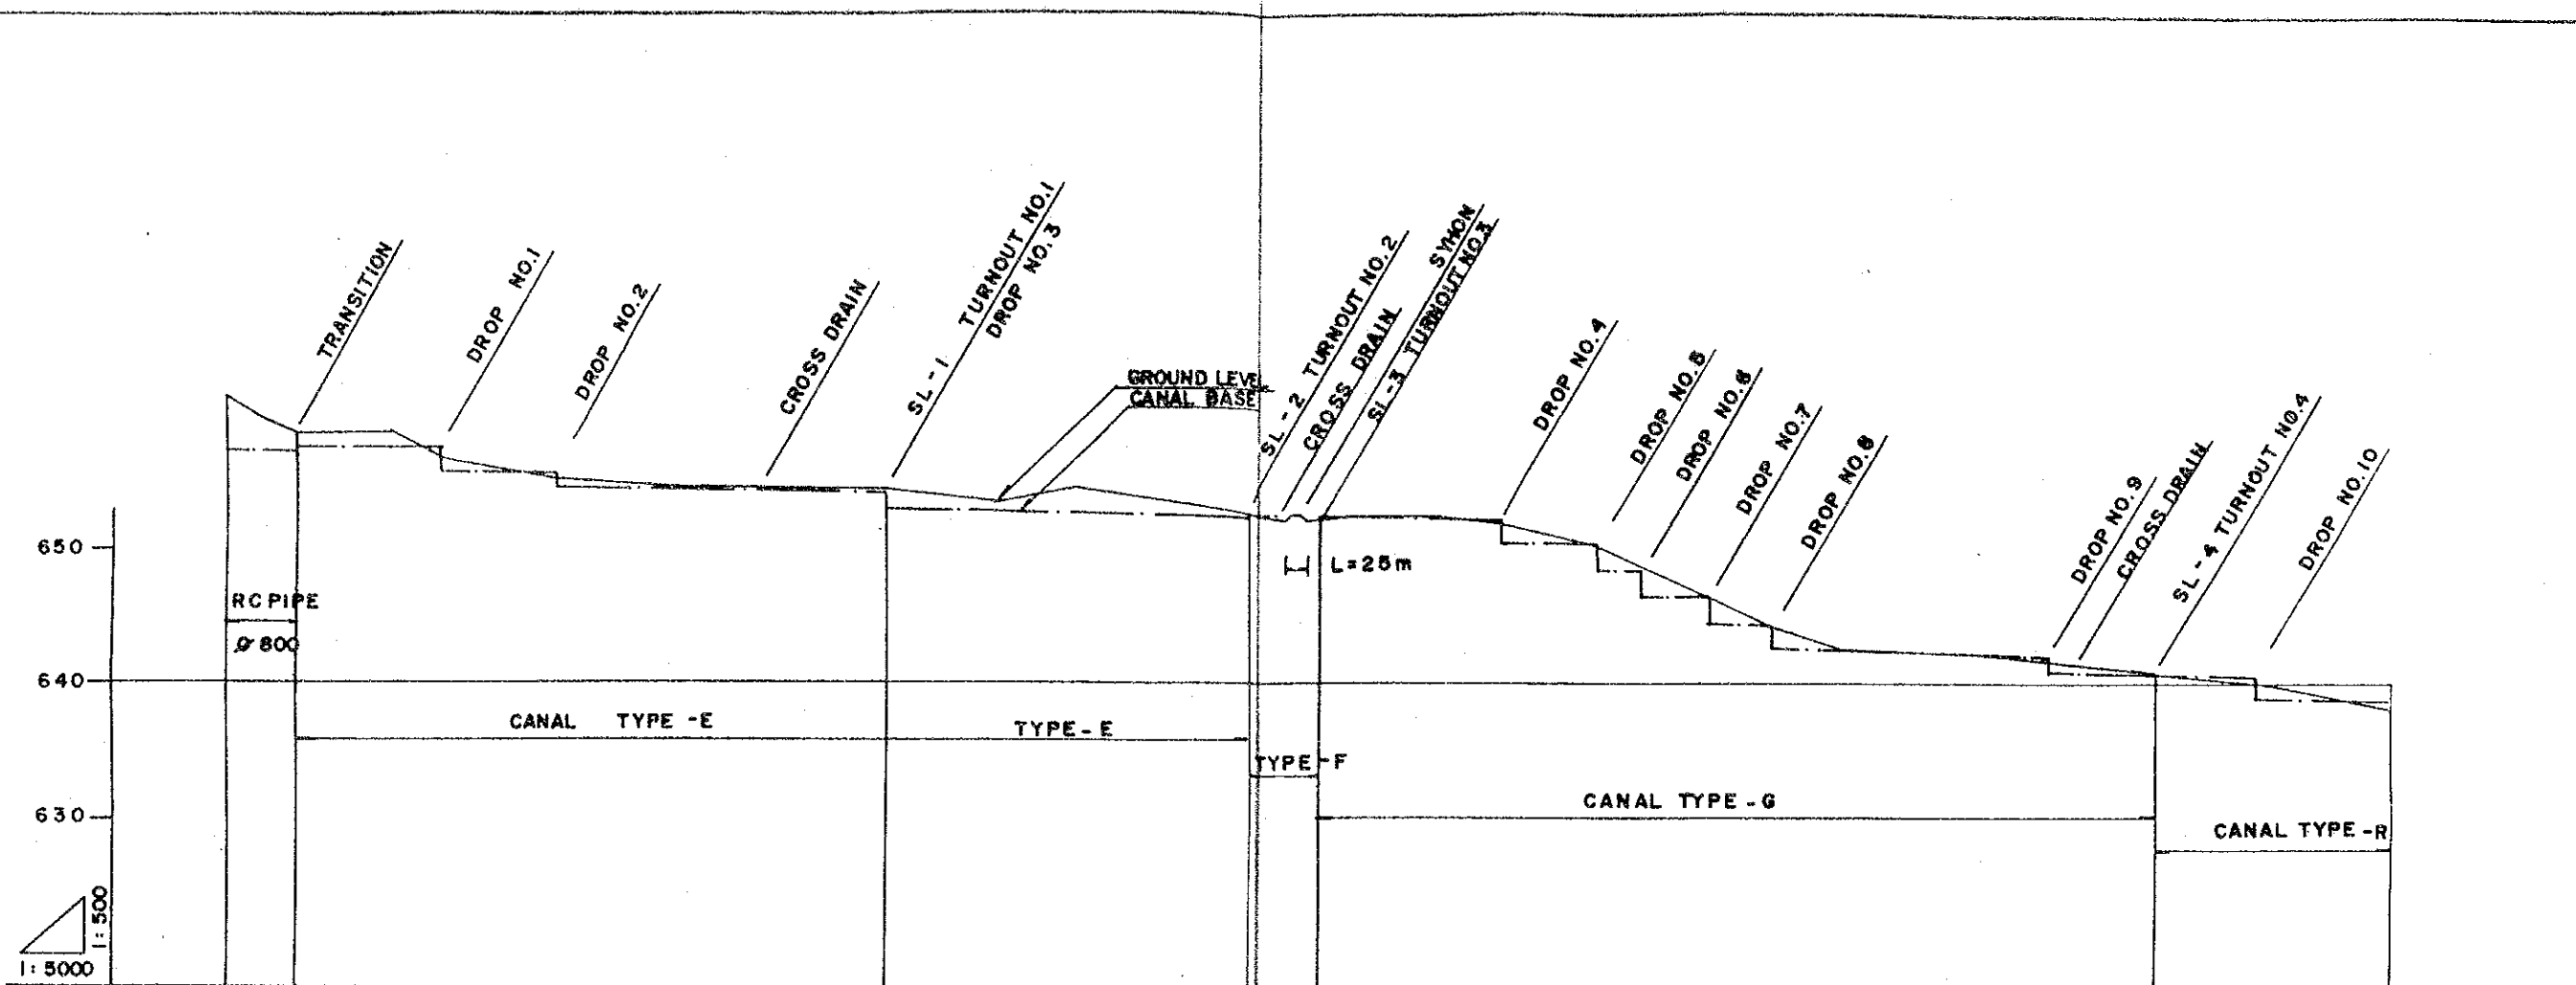 TRANSITION
DROP NO.1
DROP NO.2
CROSS DRAIN
SL-1 TURNOUT NO.1
DROP NO.3
GROUND LEVE
CANAL BASE
SL-2 TURNOUT NO.2
CROSS DRAIN
SYHON
SL-3 TURNOUT NO.3
DROP NO.4
DROP NO.5
DROP NO.6
DROP NO.7
DROP NO.8
DROP NO.9
CROSS DRAIN
SL-4 TURNOUT NO.4
DROP NO.10
650
L=25m
RC PIPE
Ø800
640
CANAL TYPE-E
TYPE-E
TYPE-F
630
CANAL TYPE-G
CANAL TYPE-R
1:500
1:5000